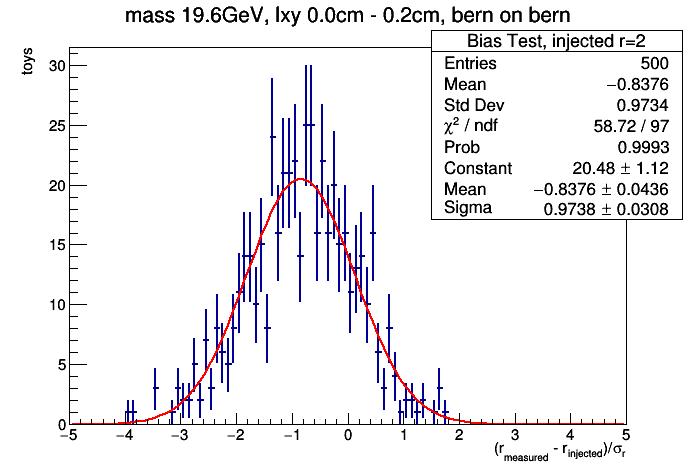 mass 19.6GeV, lxy 0.0cm - 0.2cm, bern on bern
Bias Test, injected r=2
Entries 500
Mean −0.8376
Std Dev 0.9734
χ² / ndf 58.72 / 97
Prob 0.9993
Constant 20.48 ± 1.12
Mean −0.8376 ± 0.0436
Sigma 0.9738 ± 0.0308
toys
30
25
20
15
10
5
0
−5 −4 −3 −2 −1 0 1 2 3 4 5
(r_measured - r_injected)/σ_r